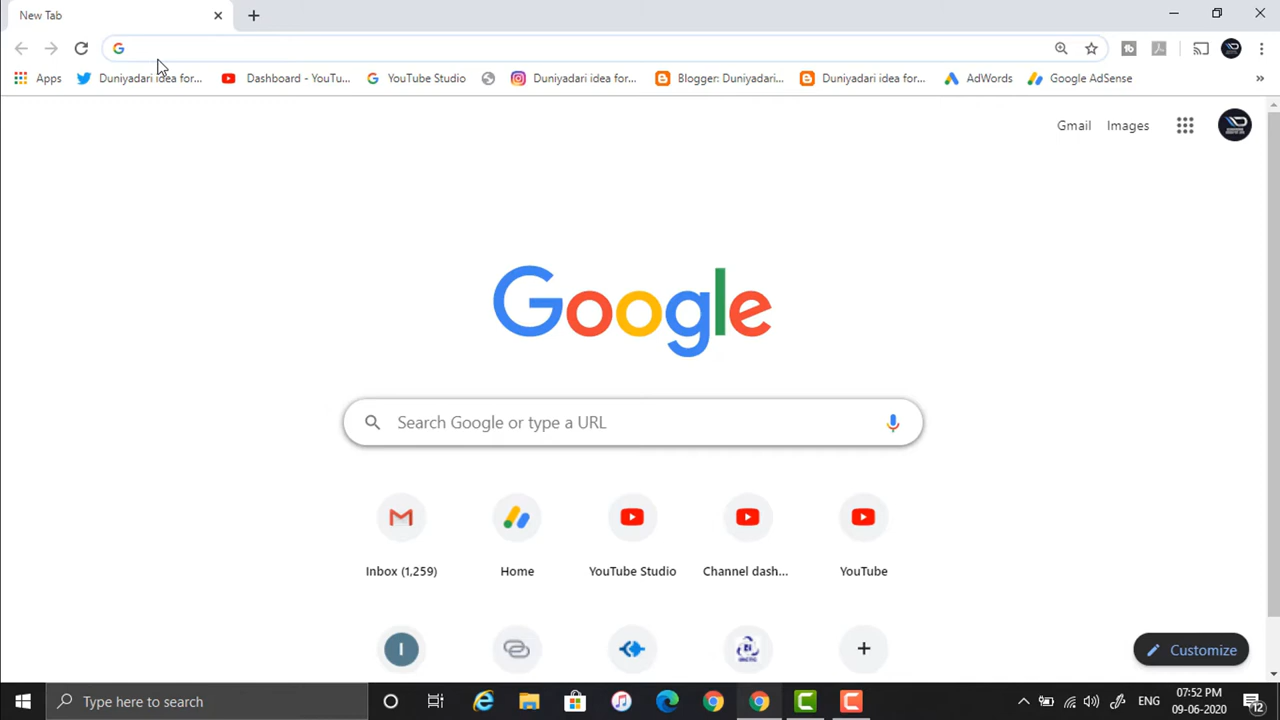 New Tab
Apps
Duniyadari idea for...
Dashboard - YouTu...
YouTube Studio
Duniyadari idea for...
Blogger: Duniyadari...
Duniyadari idea for...
AdWords
Google AdSense
»
Gmail
Images
Google
Search Google or type a URL
Inbox (1,259)
Home
YouTube Studio
Channel dash...
YouTube
I
Customize
Type here to search
ENG
07:52 PM
09-06-2020
12